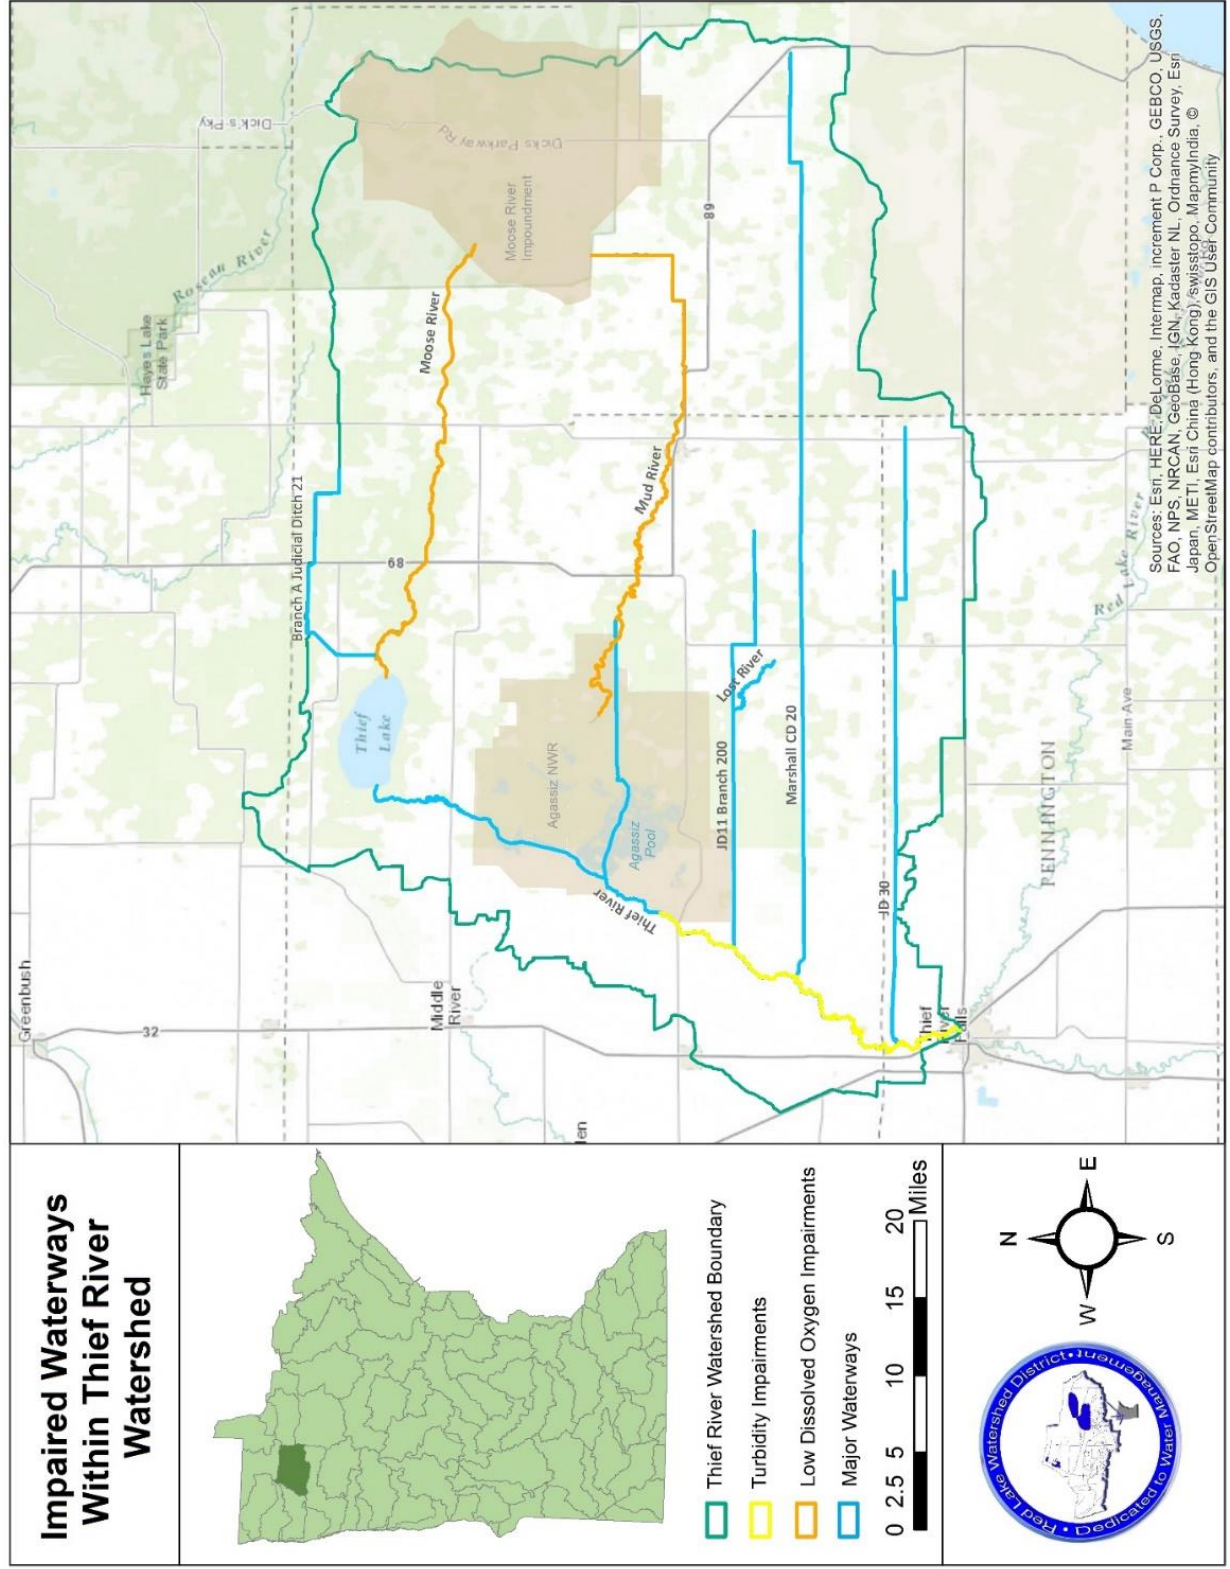 Impaired Waterways
Within Thief River
Watershed
Thief River Watershed Boundary
Turbidity Impairments
Low Dissolved Oxygen Impairments
Major Waterways
0 2.5 5 10 15 20
Miles
N
W
E
S
Red Lake Watershed District
Dedicated to Water Management
Greenbush
32
Middle
River
len
Branch A Judicial Ditch 21
Hayes Lake
State Park
Roseau River
Dick's Pky
Thief
Lake
68
Moose River
Moose River
Impoundment
Dicks Parkway Rd
Agassiz NWR
Agassiz
Pool
Thief River
Mud River
89
JD11 Branch 200
Lost River
Marshall CD 20
JD 30
Thief
River
Falls
PENNINGTON
Main Ave
Red Lake River
Sources: Esri, HERE, DeLorme, Intermap, increment P Corp., GEBCO, USGS,
FAO, NPS, NRCAN, GeoBase, IGN, Kadaster NL, Ordnance Survey, Esri
Japan, METI, Esri China (Hong Kong), swisstopo, MapmyIndia, ©
OpenStreetMap contributors, and the GIS User Community